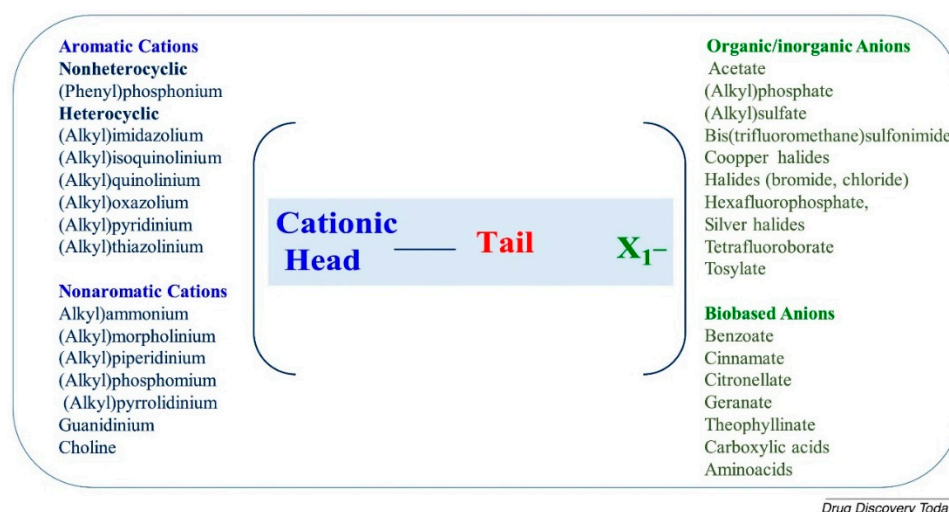 Aromatic Cations
Nonheterocyclic
(Phenyl)phosphonium
Heterocyclic
(Alkyl)imidazolium
(Alkyl)isoquinolinium
(Alkyl)quinolinium
(Alkyl)oxazolium
(Alkyl)pyridinium
(Alkyl)thiazolinium
Nonaromatic Cations
Alkyl)ammonium
(Alkyl)morpholinium
(Alkyl)piperidinium
(Alkyl)phosphomium
(Alkyl)pyrrolidinium
Guanidinium
Choline
Cationic
Head
Tail
X₁–
Organic/inorganic Anions
Acetate
(Alkyl)phosphate
(Alkyl)sulfate
Bis(trifluoromethane)sulfonimide
Coopper halides
Halides (bromide, chloride)
Hexafluorophosphate,
Silver halides
Tetrafluoroborate
Tosylate
Biobased Anions
Benzoate
Cinnamate
Citronellate
Geranate
Theophyllinate
Carboxylic acids
Aminoacids
Drug Discovery Toda